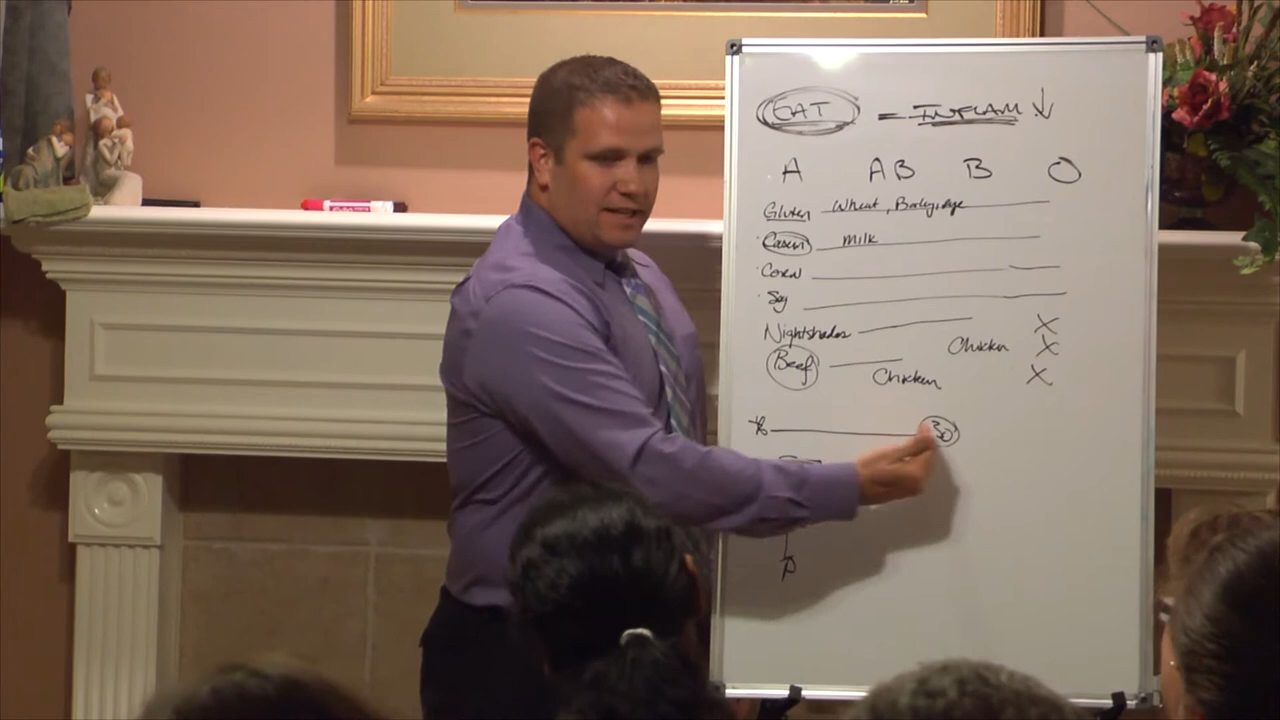 EAT = INFLAM ↓
A AB B O
Gluten Wheat, Barley, Rye
Casein Milk
Corn
Soy
Nightshades X
Chicken X
Beef Chicken X
30